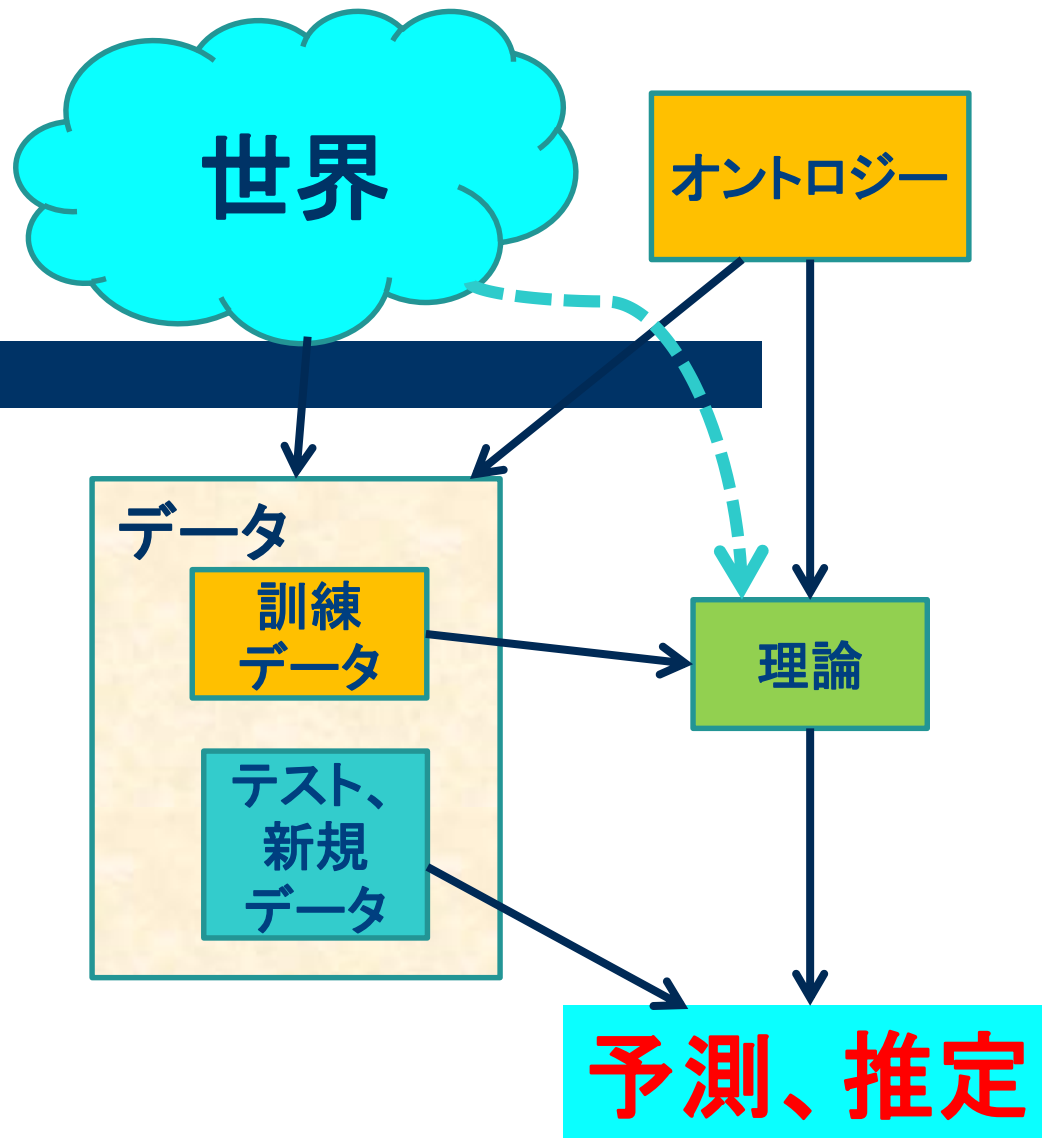 世界
オントロジー
データ
訓練
データ
理論
テスト、
新規
データ
予測、推定